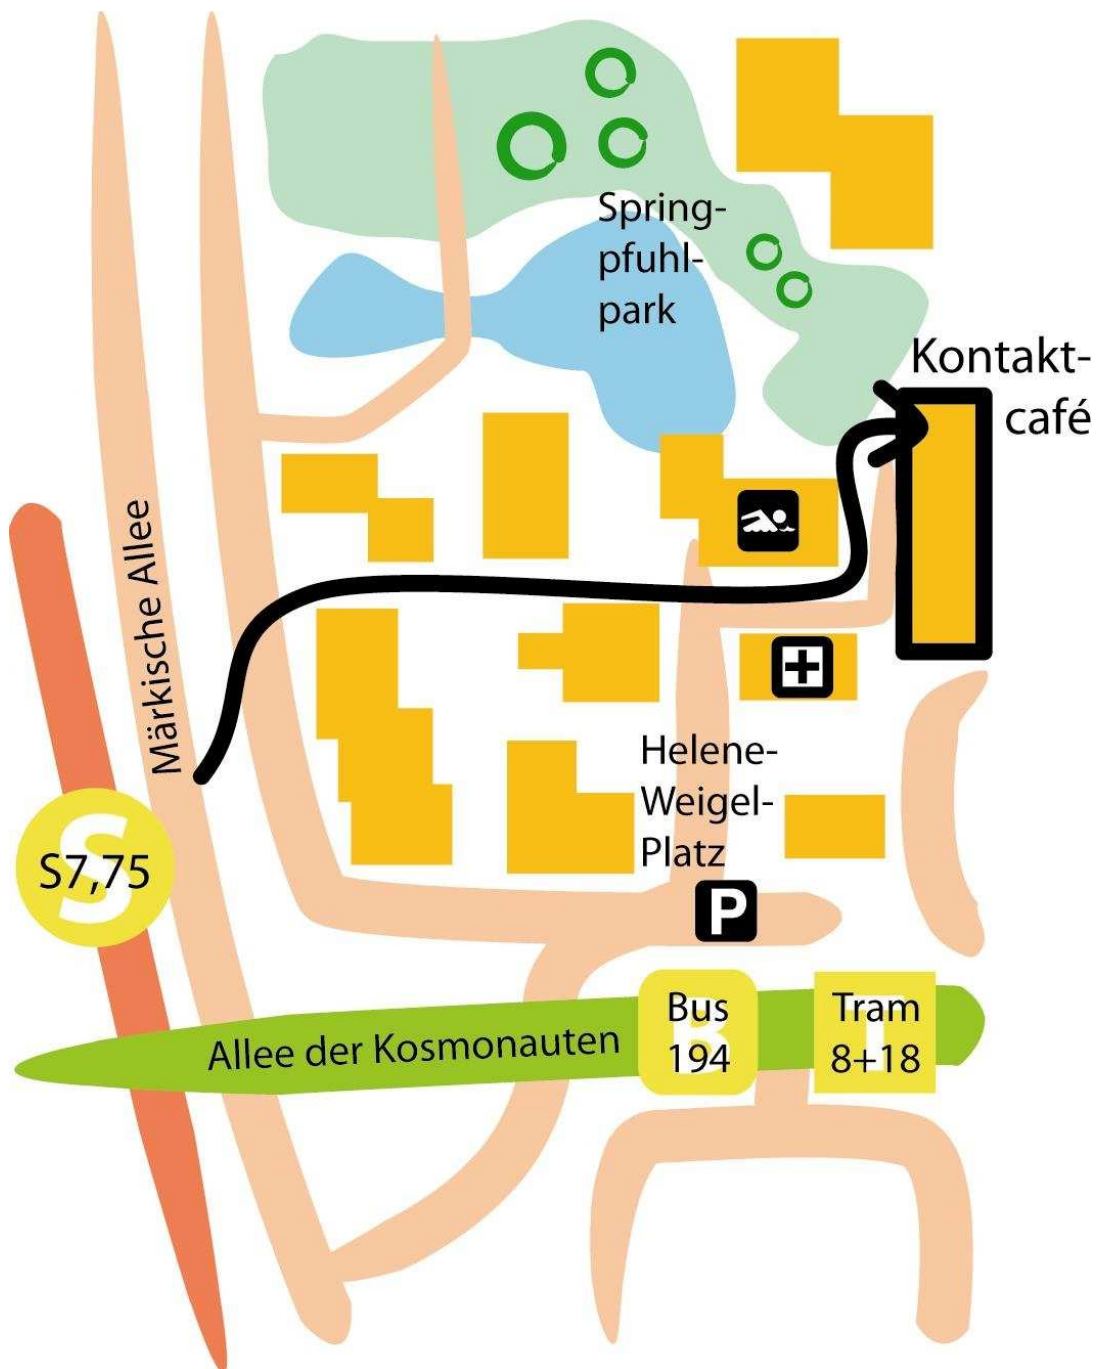 Spring-
pfuhl-
park
Kontakt-
café
Märkische Allee
Helene-
Weigel-
Platz
S
S7,75
P
B
Bus
194
T
Tram
8+18
Allee der Kosmonauten